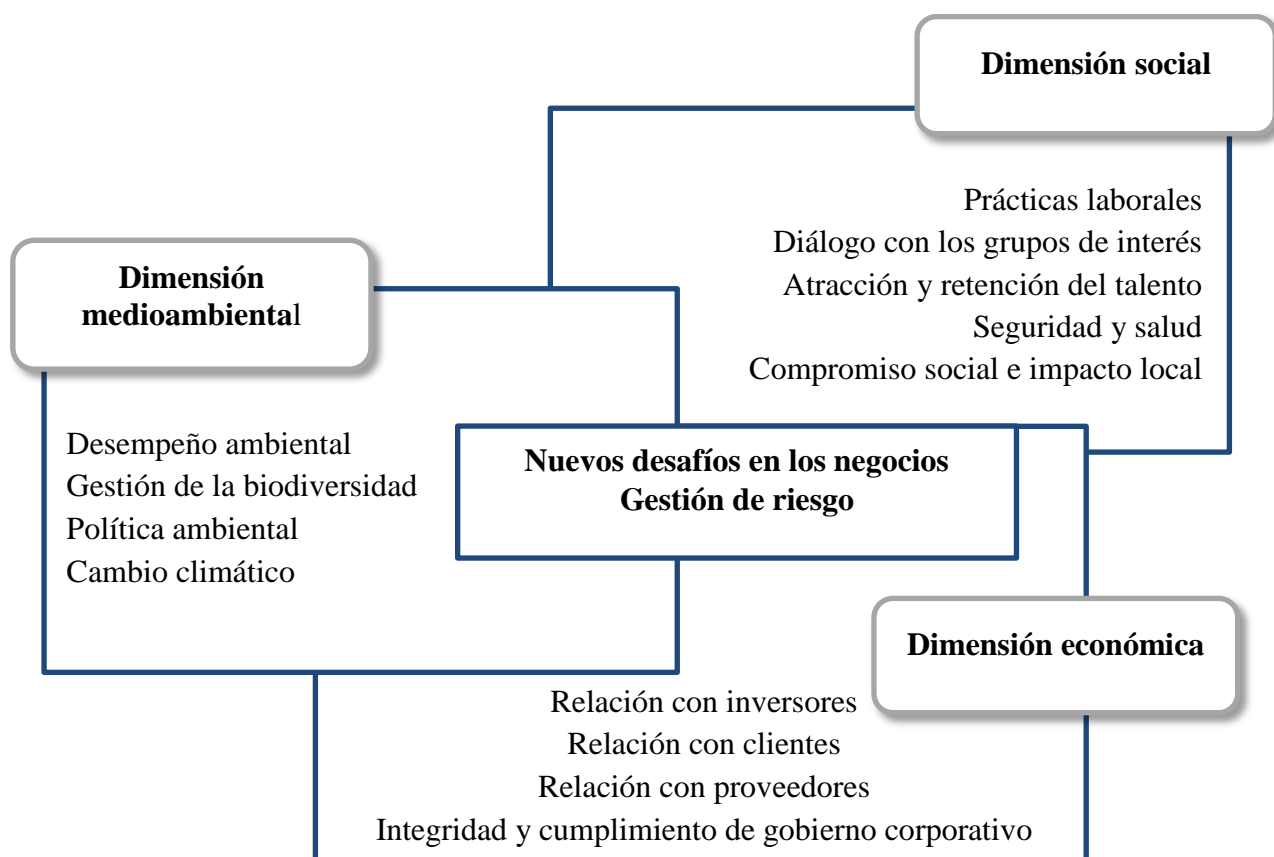 Dimensión social
Prácticas laborales
Diálogo con los grupos de interés
Atracción y retención del talento
Seguridad y salud
Compromiso social e impacto local
Dimensión
medioambiental
Desempeño ambiental
Gestión de la biodiversidad
Política ambiental
Cambio climático
Nuevos desafíos en los negocios
Gestión de riesgo
Dimensión económica
Relación con inversores
Relación con clientes
Relación con proveedores
Integridad y cumplimiento de gobierno corporativo